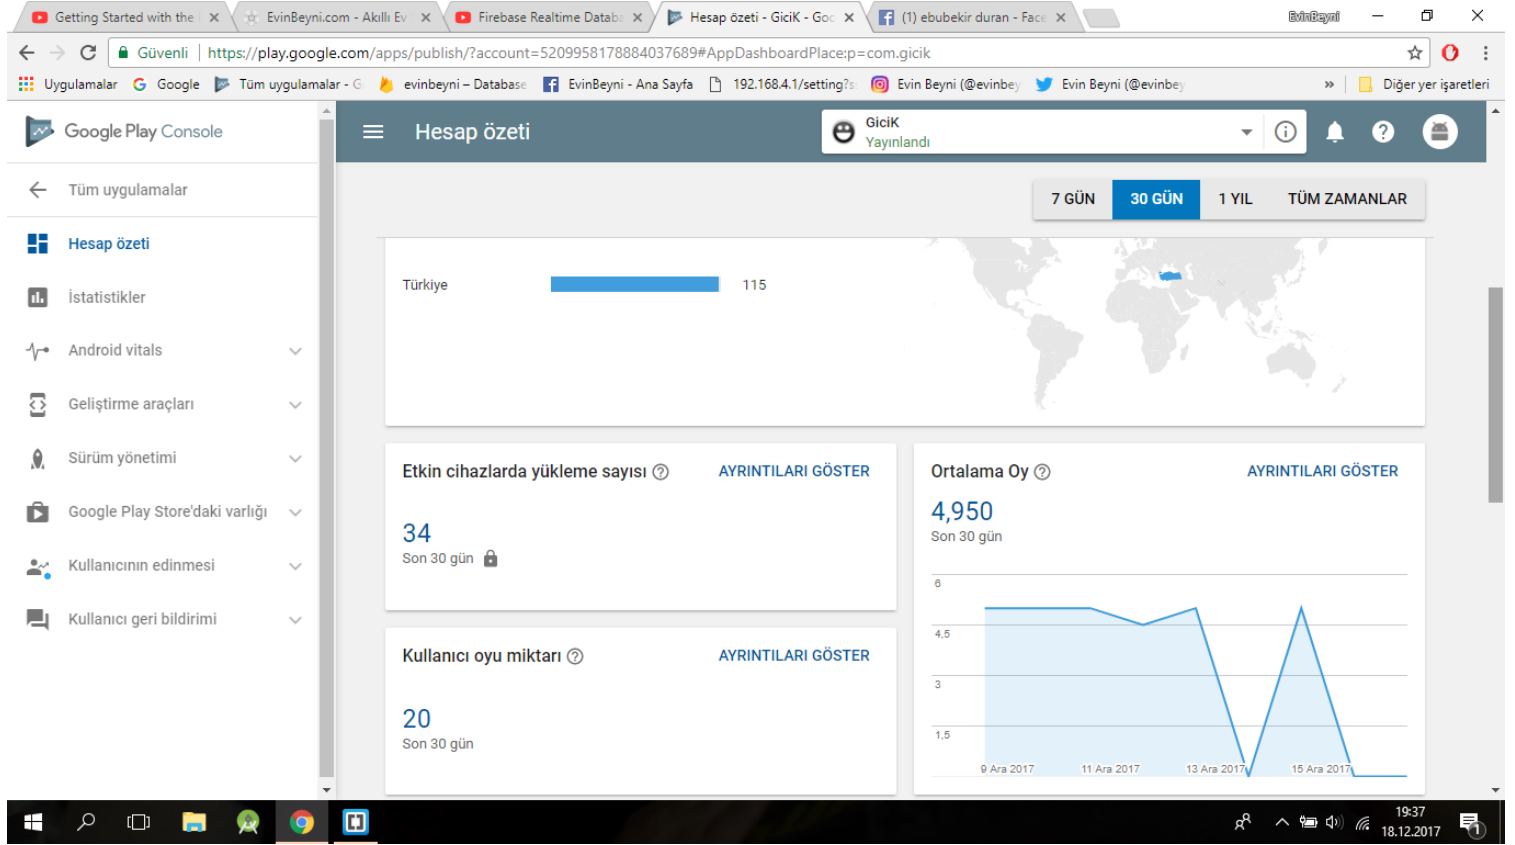 Getting Started with the
EvinBeyni.com - Akıllı Ev
Firebase Realtime Databa
Hesap özeti - GiciK - Goo
(1) ebubekir duran - Face
EvinBeyni
Güvenli | https://play.google.com/apps/publish/?account=5209958178884037689#AppDashboardPlace:p=com.gicik
Uygulamalar
Google
Tüm uygulamalar - G
evinbeyni – Database
EvinBeyni - Ana Sayfa
192.168.4.1/setting?s
Evin Beyni (@evinbey
Evin Beyni (@evinbey
»
Diğer yer işaretleri
Google Play Console
Hesap özeti
GiciK
Yayınlandı
Tüm uygulamalar
7 GÜN
30 GÜN
1 YIL
TÜM ZAMANLAR
Hesap özeti
İstatistikler
Android vitals
Geliştirme araçları
Sürüm yönetimi
Google Play Store'daki varlığı
Kullanıcının edinmesi
Kullanıcı geri bildirimi
Türkiye
115
Etkin cihazlarda yükleme sayısı
AYRINTILARI GÖSTER
34
Son 30 gün
Kullanıcı oyu miktarı
AYRINTILARI GÖSTER
20
Son 30 gün
Ortalama Oy
AYRINTILARI GÖSTER
4,950
Son 30 gün
6
4,5
3
1,5
9 Ara 2017
11 Ara 2017
13 Ara 2017
15 Ara 2017
19:37
18.12.2017
1